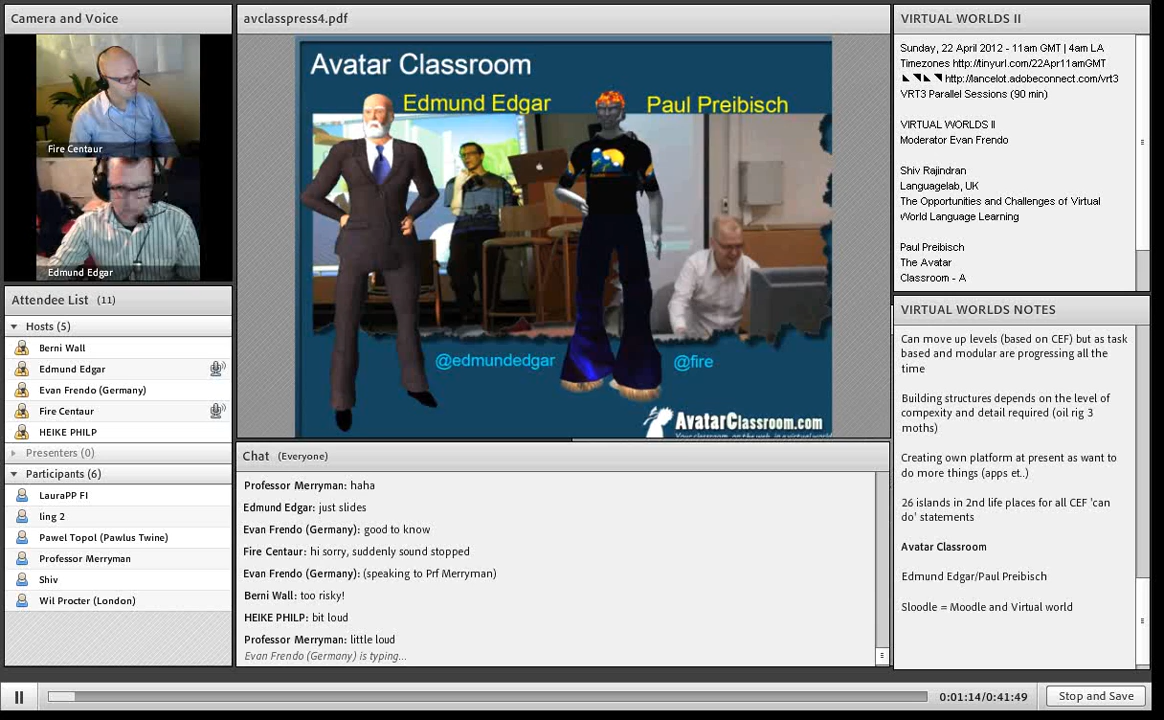 Camera and Voice
Fire Centaur
Edmund Edgar
Attendee List (11)
Hosts (5)
Berni Wall
Edmund Edgar
Evan Frendo (Germany)
Fire Centaur
HEIKE PHILP
Presenters (0)
Participants (6)
LauraPP FI
ling 2
Pawel Topol (Pawlus Twine)
Professor Merryman
Shiv
Wil Procter (London)
avclasspress4.pdf
Avatar Classroom
Edmund Edgar
Paul Preibisch
@edmundedgar
@fire
AvatarClassroom.com
Your classroom, on the web, in a virtual world
Chat (Everyone)
Professor Merryman: haha
Edmund Edgar: just slides
Evan Frendo (Germany): good to know
Fire Centaur: hi sorry, suddenly sound stopped
Evan Frendo (Germany): (speaking to Prf Merryman)
Berni Wall: too risky!
HEIKE PHILP: bit loud
Professor Merryman: little loud
Evan Frendo (Germany) is typing...
VIRTUAL WORLDS II
Sunday, 22 April 2012 - 11am GMT | 4am LA
Timezones http://tinyurl.com/22Apr11amGMT
◣◥◣◥ http://lancelot.adobeconnect.com/vrt3
VRT3 Parallel Sessions (90 min)
VIRTUAL WORLDS II
Moderator Evan Frendo
Shiv Rajindran
Languagelab, UK
The Opportunities and Challenges of Virtual
World Language Learning
Paul Preibisch
The Avatar
Classroom - A
VIRTUAL WORLDS NOTES
Can move up levels (based on CEF) but as task
based and modular are progressing all the
time
Building structures depends on the level of
compexity and detail required (oil rig 3
moths)
Creating own platform at present as want to
do more things (apps et..)
26 islands in 2nd life places for all CEF 'can
do' statements
Avatar Classroom
Edmund Edgar/Paul Preibisch
Sloodle = Moodle and Virtual world
0:01:14/0:41:49
Stop and Save